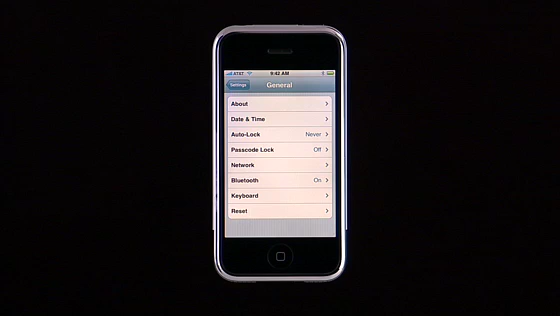 AT&T 9:42 AM
Settings General
About
Date & Time
Auto-Lock Never
Passcode Lock Off
Network
Bluetooth On
Keyboard
Reset